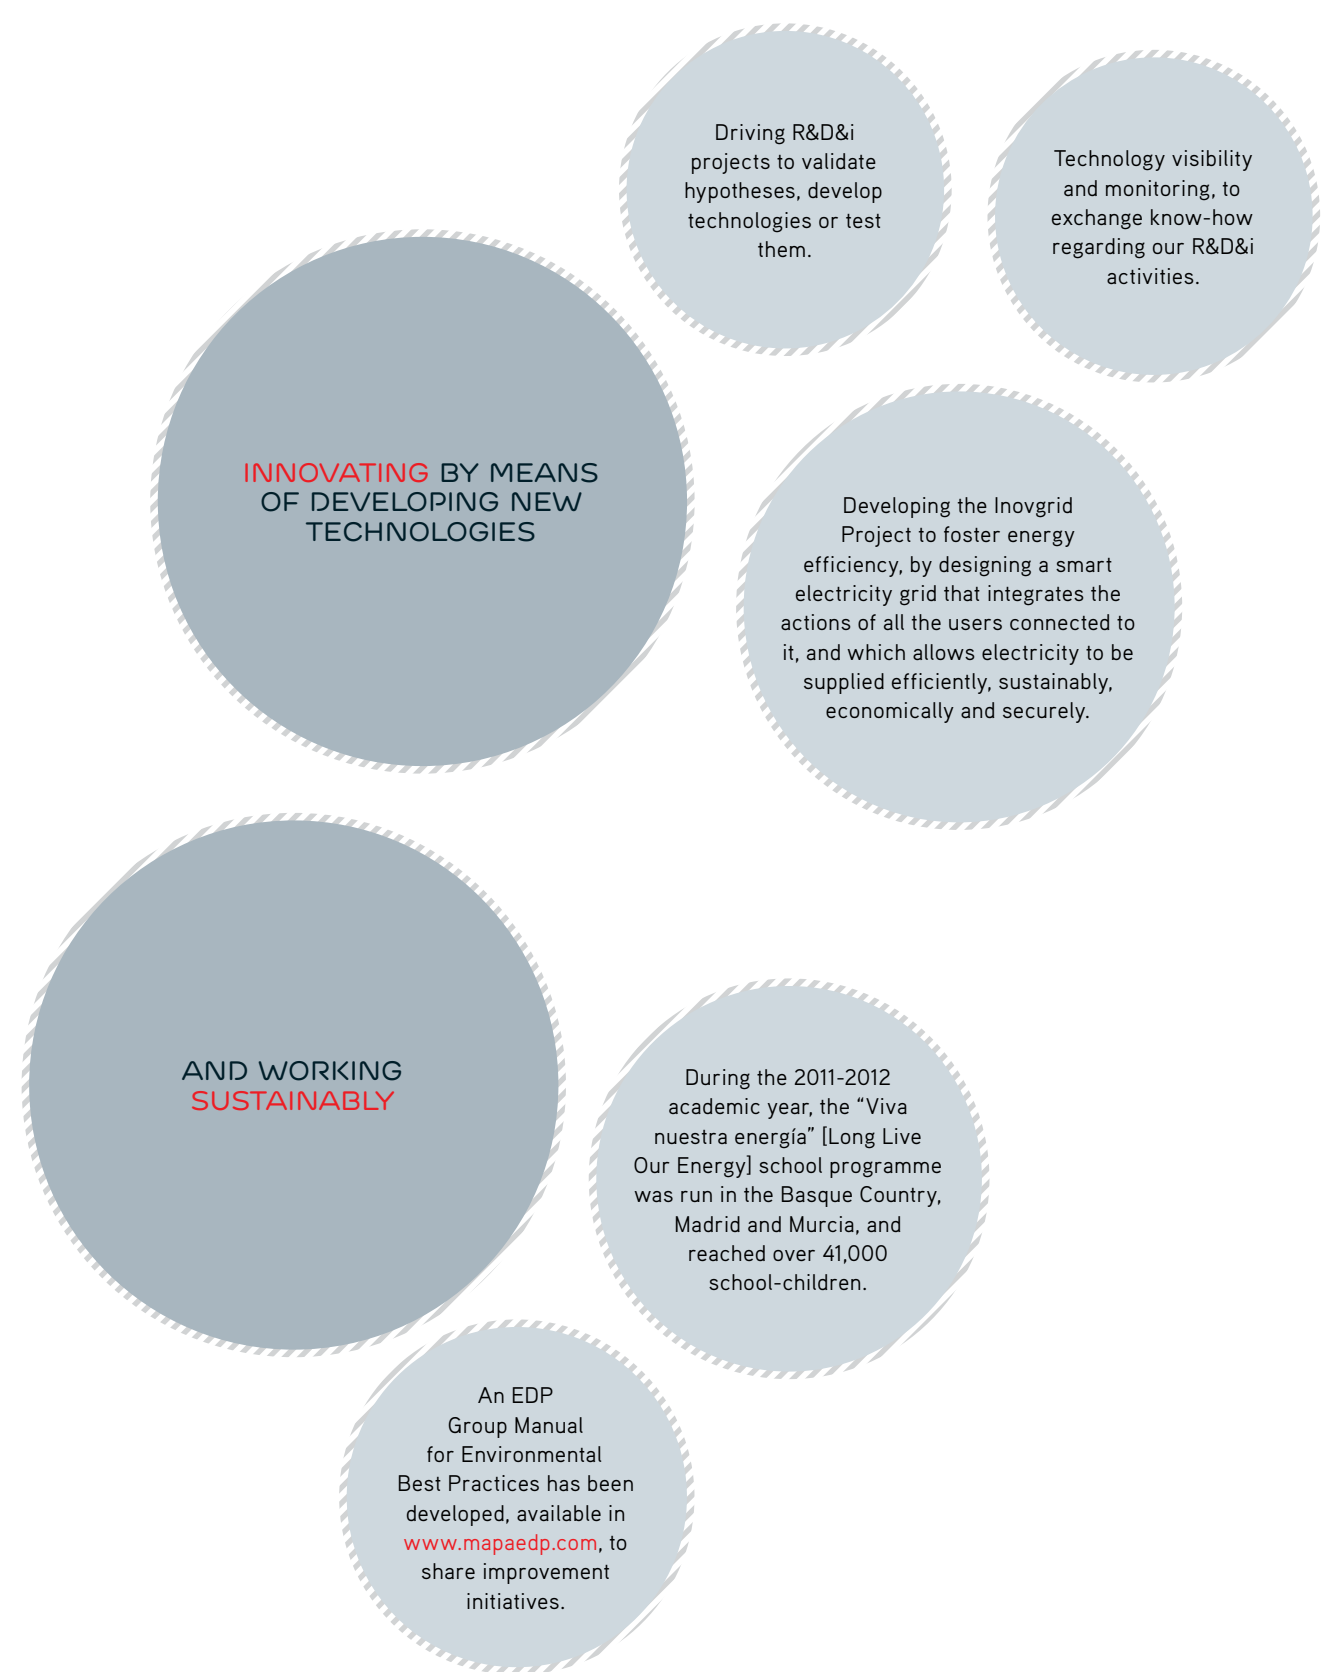 Driving R&D&i
projects to validate
hypotheses, develop
technologies or test
them.
Technology visibility
and monitoring, to
exchange know-how
regarding our R&D&i
activities.
INNOVATING BY MEANS
OF DEVELOPING NEW
TECHNOLOGIES
Developing the Inovgrid
Project to foster energy
efficiency, by designing a smart
electricity grid that integrates the
actions of all the users connected to
it, and which allows electricity to be
supplied efficiently, sustainably,
economically and securely.
AND WORKING
SUSTAINABLY
During the 2011-2012
academic year, the “Viva
nuestra energía” [Long Live
Our Energy] school programme
was run in the Basque Country,
Madrid and Murcia, and
reached over 41,000
school-children.
An EDP
Group Manual
for Environmental
Best Practices has been
developed, available in
www.mapaedp.com, to
share improvement
initiatives.